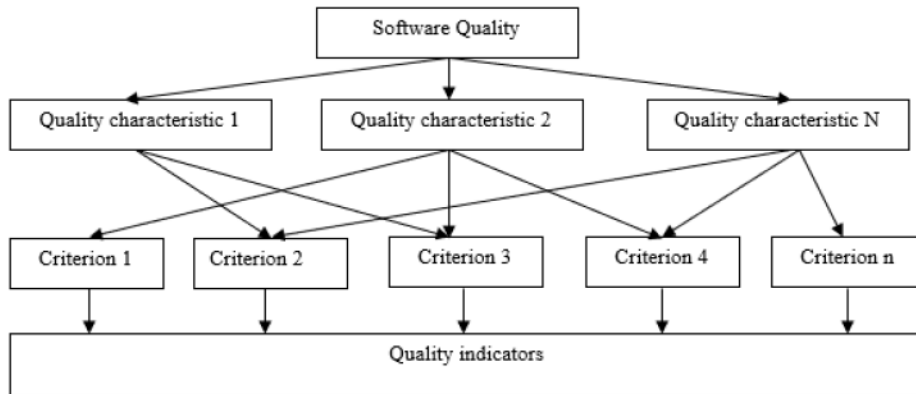 Software Quality
Quality characteristic 1
Quality characteristic 2
Quality characteristic N
Criterion 1
Criterion 2
Criterion 3
Criterion 4
Criterion n
Quality indicators